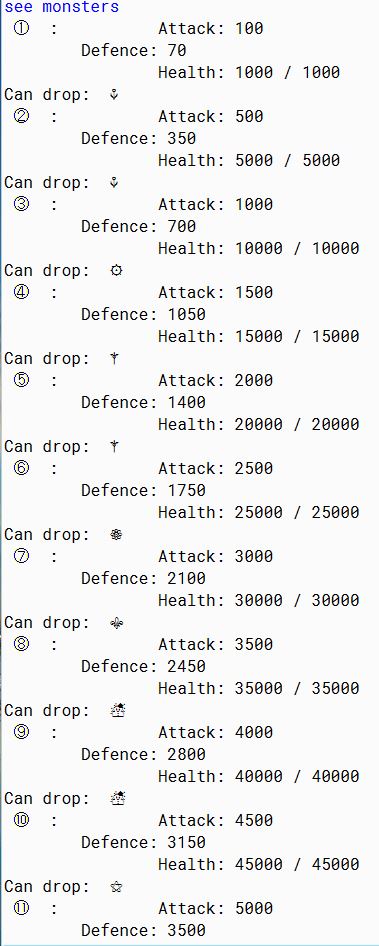 see monsters
① : Attack: 100
Defence: 70
Health: 1000 / 1000
Can drop: ⚘
② : Attack: 500
Defence: 350
Health: 5000 / 5000
Can drop: ⚘
③ : Attack: 1000
Defence: 700
Health: 10000 / 10000
Can drop: ⛭
④ : Attack: 1500
Defence: 1050
Health: 15000 / 15000
Can drop: ⚚
⑤ : Attack: 2000
Defence: 1400
Health: 20000 / 20000
Can drop: ⚚
⑥ : Attack: 2500
Defence: 1750
Health: 25000 / 25000
Can drop: ❁
⑦ : Attack: 3000
Defence: 2100
Health: 30000 / 30000
Can drop: ⚜
⑧ : Attack: 3500
Defence: 2450
Health: 35000 / 35000
Can drop: ⛇
⑨ : Attack: 4000
Defence: 2800
Health: 40000 / 40000
Can drop: ⛇
⑩ : Attack: 4500
Defence: 3150
Health: 45000 / 45000
Can drop: ⚝
⑪ : Attack: 5000
Defence: 3500